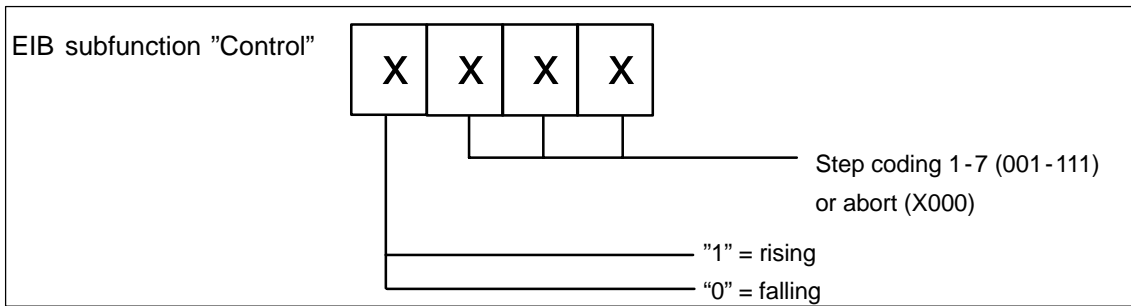 EIB subfunction ”Control”
X X X X
Step coding 1-7 (001-111)
or abort (X000)
”1” = rising
“0” = falling